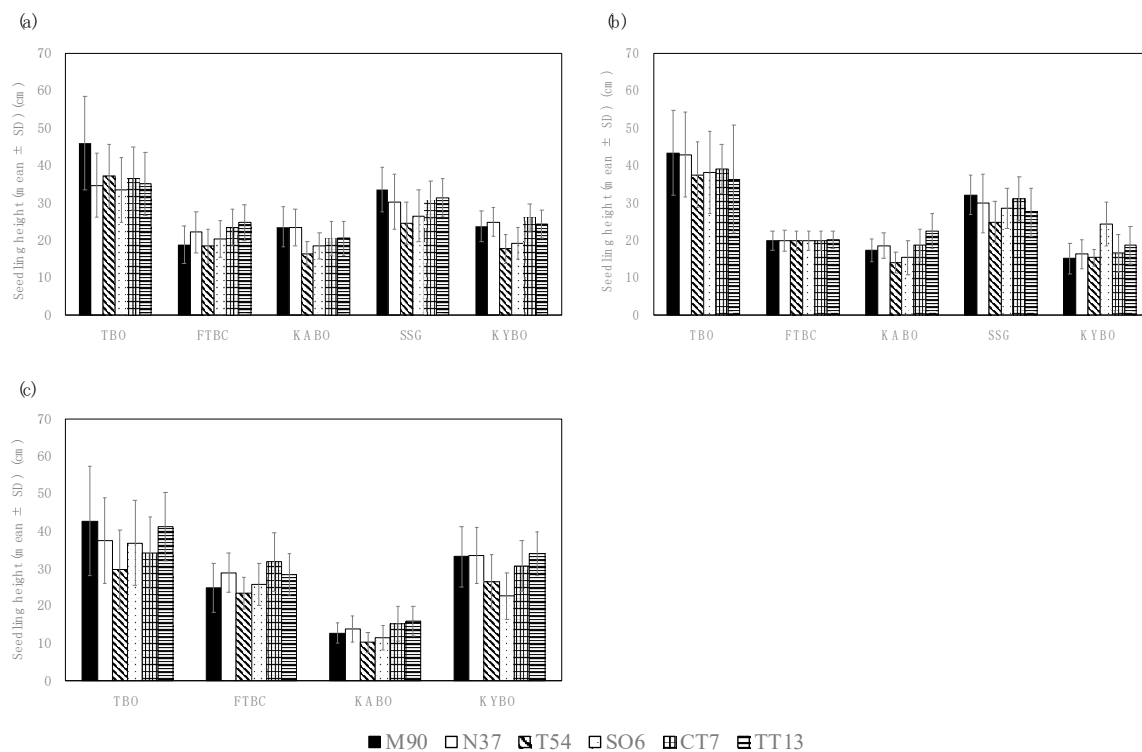 (a)
Seedling height (mean ± SD) (cm)
70
60
50
40
30
20
10
0
TBO FTBC KABO SSG KYBO
(b)
Seedling height (mean ± SD) (cm)
70
60
50
40
30
20
10
0
TBO FTBC KABO SSG KYBO
(c)
Seedling height (mean ± SD) (cm)
70
60
50
40
30
20
10
0
TBO FTBC KABO KYBO
M90 N37 T54 SO6 CT7 TT13